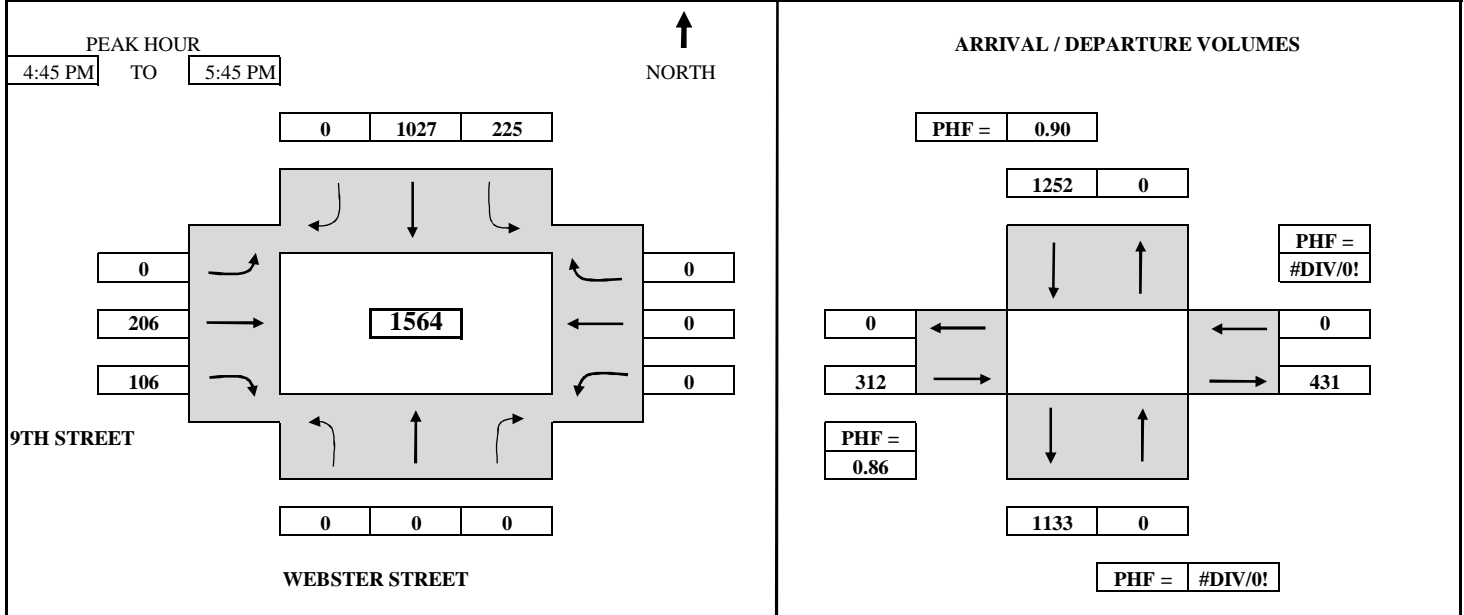 PEAK HOUR
4:45 PM TO 5:45 PM
NORTH
0 1027 225
0 0
206 1564 0
106 0
9TH STREET
0 0 0
WEBSTER STREET
ARRIVAL / DEPARTURE VOLUMES
PHF = 0.90
1252 0
PHF =
#DIV/0!
0 0
312 431
PHF =
0.86
1133 0
PHF = #DIV/0!